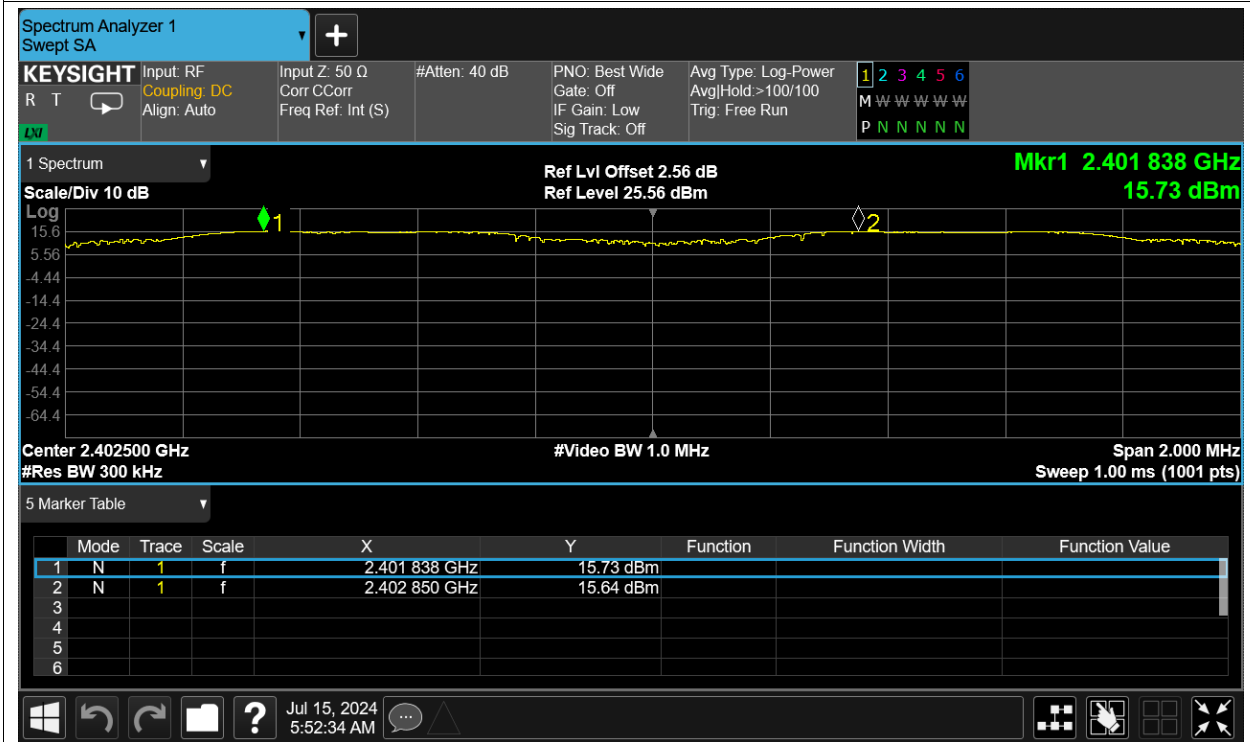 Spectrum Analyzer 1
Swept SA
+
KEYSIGHT
R T
LXI
Input: RF
Coupling: DC
Align: Auto
Input Z: 50 Ω
Corr CCorr
Freq Ref: Int (S)
#Atten: 40 dB
PNO: Best Wide
Gate: Off
IF Gain: Low
Sig Track: Off
Avg Type: Log-Power
Avg|Hold:>100/100
Trig: Free Run
1 2 3 4 5 6
M W W W W W
P N N N N N
1 Spectrum
Scale/Div 10 dB
Ref Lvl Offset 2.56 dB
Ref Level 25.56 dBm
Mkr1 2.401 838 GHz
15.73 dBm
Log
1
2
15.6
5.56
-4.44
-14.4
-24.4
-34.4
-44.4
-54.4
-64.4
Center 2.402500 GHz
#Res BW 300 kHz
#Video BW 1.0 MHz
Span 2.000 MHz
Sweep 1.00 ms (1001 pts)
5 Marker Table
Mode Trace Scale X Y Function Function Width Function Value
1 N 1 f 2.401 838 GHz 15.73 dBm
2 N 1 f 2.402 850 GHz 15.64 dBm
3
4
5
6
?
Jul 15, 2024
5:52:34 AM